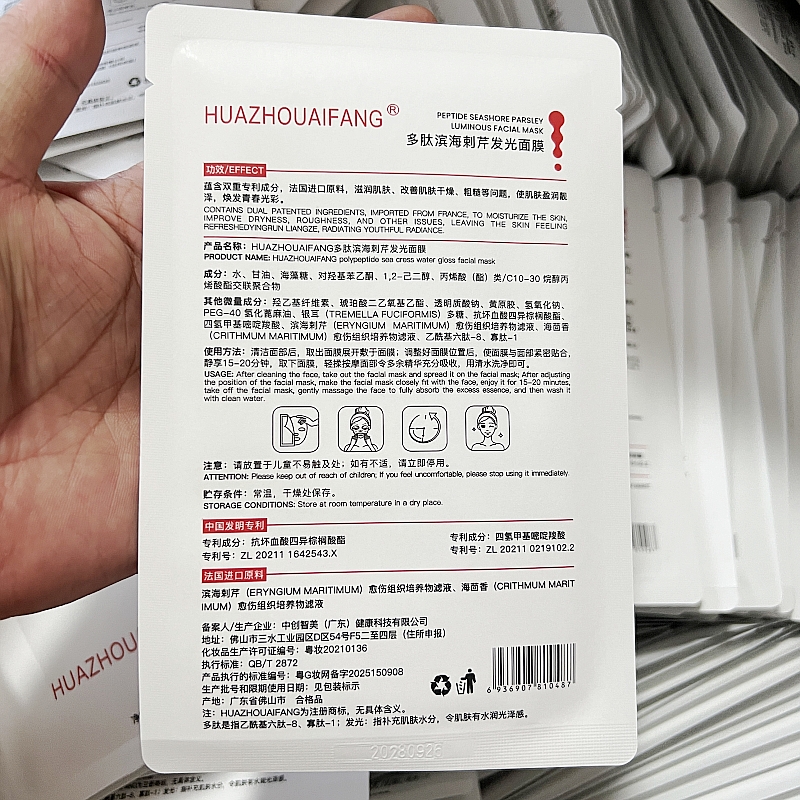 HUAZHOUAIFANG®
PEPTIDE SEASHORE PARSLEY
LUMINOUS FACIAL MASK
多肽滨海刺芹发光面膜
功效/EFFECT
蕴含双重专利成分，法国进口原料，滋润肌肤、改善肌肤干燥、粗糙等问题，使肌肤盈润靓
泽，焕发青春光彩。
CONTAINS DUAL PATENTED INGREDIENTS, IMPORTED FROM FRANCE, TO MOISTURIZE THE SKIN,
IMPROVE DRYNESS, ROUGHNESS, AND OTHER ISSUES, LEAVING THE SKIN FEELING
REFRESHEDYINGRUN LIANGZE, RADIATING YOUTHFUL RADIANCE.
产品名称：HUAZHOUAIFANG多肽滨海刺芹发光面膜
PRODUCT NAME: HUAZHOUAIFANG polypeptide sea cress water gloss facial mask
成分：水、甘油、海藻糖、对羟基苯乙酮、1,2-己二醇、丙烯酸（酯）类/C10-30 烷醇丙
烯酸酯交联聚合物
其他微量成分：羟乙基纤维素、琥珀酸二乙氧基乙酯、透明质酸钠、黄原胶、氢氧化钠、
PEG-40 氢化蓖麻油、银耳（TREMELLA FUCIFORMIS）多糖、抗坏血酸四异棕榈酸酯、
四氢甲基嘧啶羧酸、滨海刺芹（ERYNGIUM MARITIMUM）愈伤组织培养物滤液、海茴香
（CRITHMUM MARITIMUM）愈伤组织培养物滤液、乙酰基六肽-8、寡肽-1
使用方法：清洁面部后，取出面膜展开敷于面膜；调整好面膜位置后，使面膜与面部紧密贴合，
静享15-20分钟，取下面膜，轻揉按摩面部令多余精华充分吸收，用清水洗净即可。
USAGE: After cleaning the face, take out the facial mask and spread it on the facial mask; After adjusting
the position of the facial mask, make the facial mask closely fit with the face, enjoy it for 15-20 minutes,
take off the facial mask, gently massage the face to fully absorb the excess essence, and then wash it
with clean water.
注意：请放置于儿童不易触及处；如有不适，请立即停用。
ATTENTION: Please keep out of reach of children; If you feel uncomfortable, please stop using it immediately.
贮存条件：常温，干燥处保存。
STORAGE CONDITIONS: Store at room temperature in a dry place.
中国发明专利
专利成分：抗坏血酸四异棕榈酸酯 专利成分：四氢甲基嘧啶羧酸
专利号：ZL 20211 1642543.X 专利号：ZL 20211 0219102.2
法国进口原料
滨海刺芹（ERYNGIUM MARITIMUM）愈伤组织培养物滤液、海茴香（CRITHMUM MARIT
IMUM）愈伤组织培养物滤液
备案人/生产企业：中创智美（广东）健康科技有限公司
地址：佛山市三水工业园区D区54号F5二至四层（住所申报）
化妆品生产许可证编号：粤妆20210136
执行标准：QB/T 2872
产品执行的标准编号：粤G妆网备字2025150908
生产批号和限期使用日期：见包装标示
产地：广东省佛山市 合格品
注：HUAZHOUAIFANG为注册商标，无具体含义。
多肽是指乙酰基六肽-8、寡肽-1；发光：指补充肌肤水分，令肌肤有水润光泽感。
6 936907 810487
20280926
HUAZHOU